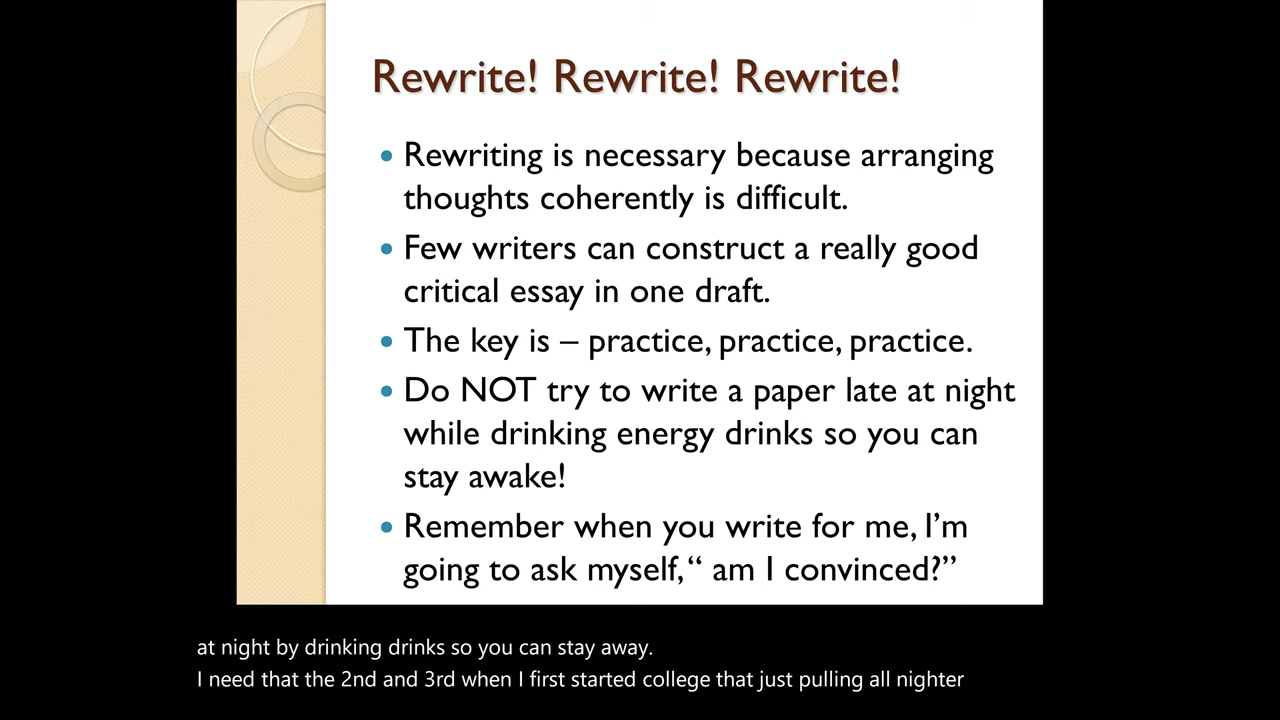 Rewrite! Rewrite! Rewrite!
• Rewriting is necessary because arranging
thoughts coherently is difficult.
• Few writers can construct a really good
critical essay in one draft.
• The key is – practice, practice, practice.
• Do NOT try to write a paper late at night
while drinking energy drinks so you can
stay awake!
• Remember when you write for me, I’m
going to ask myself, “ am I convinced?”
at night by drinking drinks so you can stay away.
I need that the 2nd and 3rd when I first started college that just pulling all nighter